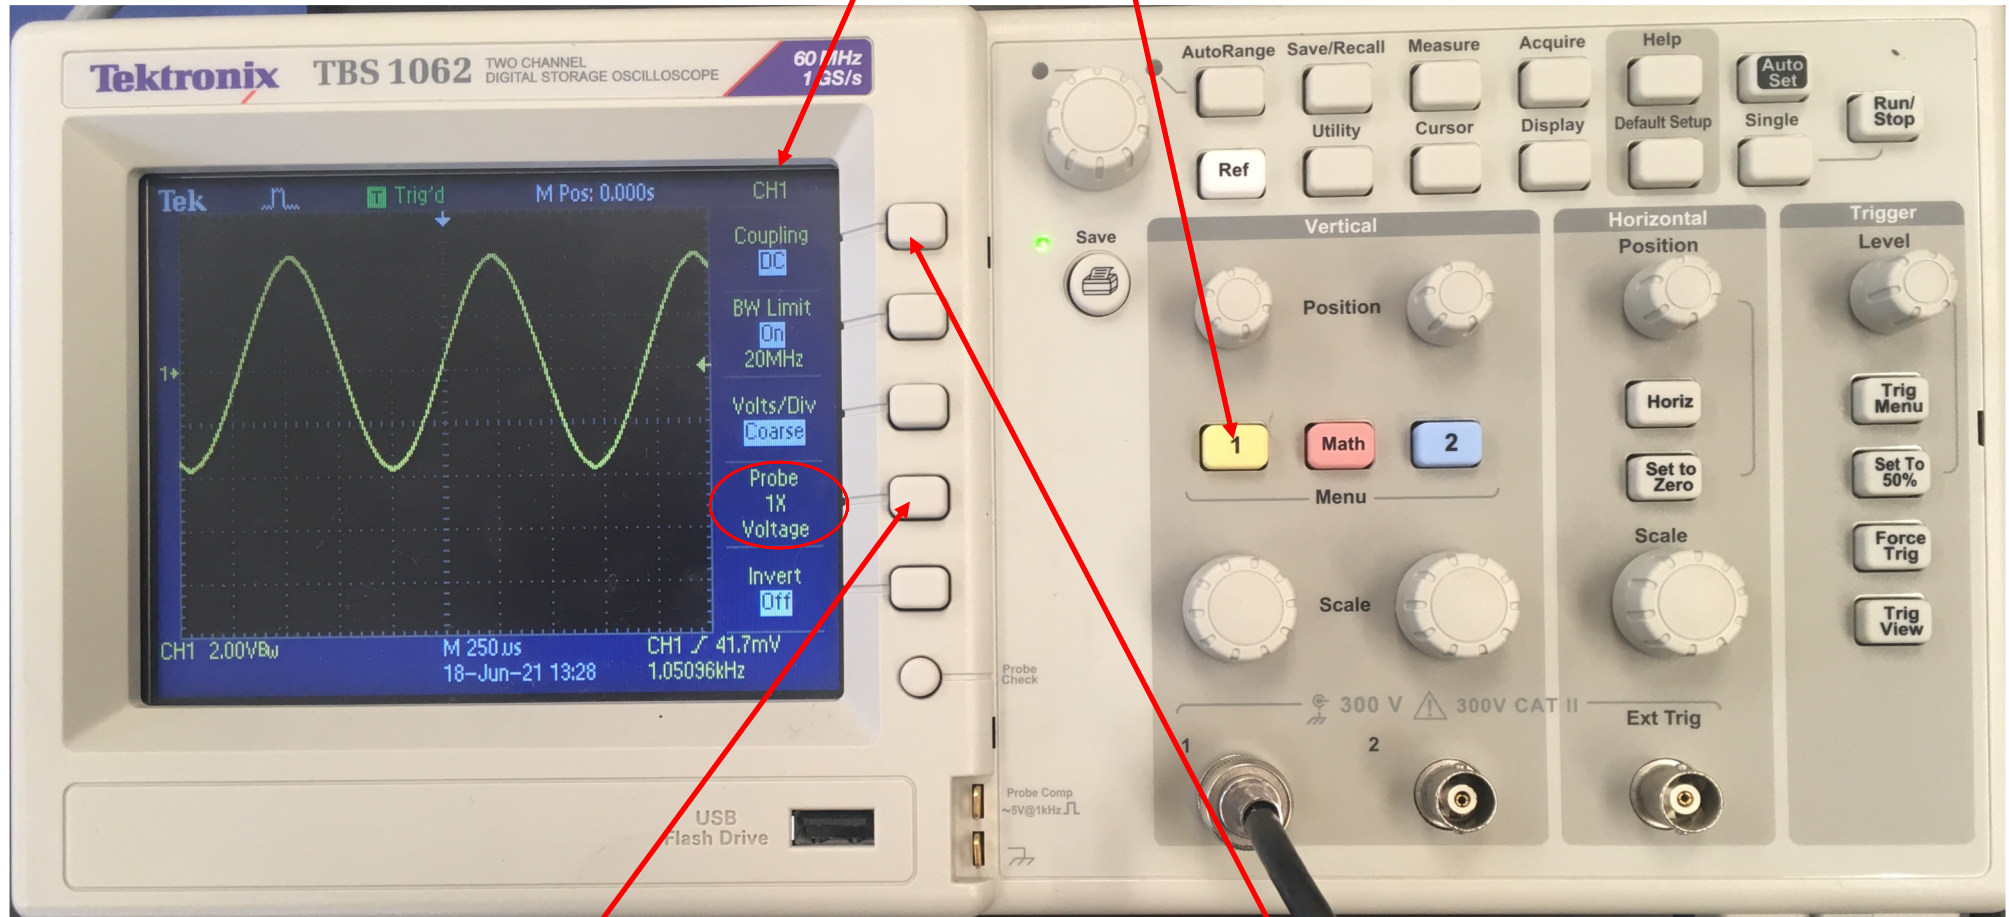 Tektronix TBS 1062 TWO CHANNEL
DIGITAL STORAGE OSCILLOSCOPE
60 MHz
1 GS/s
Tek T Trig'd M Pos: 0.000s CH1
Coupling
DC
BW Limit
On
20MHz
Volts/Div
Coarse
Probe
1X
Voltage
Invert
Off
1
CH1 2.00VBW M 250µs CH1 41.7mV
18-Jun-21 13:28 1.05096kHz
USB
Flash Drive
Probe
Check
Probe Comp
~5V@1kHz
AutoRange Save/Recall Measure Acquire Help
Auto
Set
Run/
Stop
Utility Cursor Display Default Setup Single
Ref
Save
Vertical
Position
1 Math 2
Menu
Scale
300 V 300V CAT II
1 2 Ext Trig
Horizontal
Position
Horiz
Set to
Zero
Scale
Trigger
Level
Trig
Menu
Set To
50%
Force
Trig
Trig
View